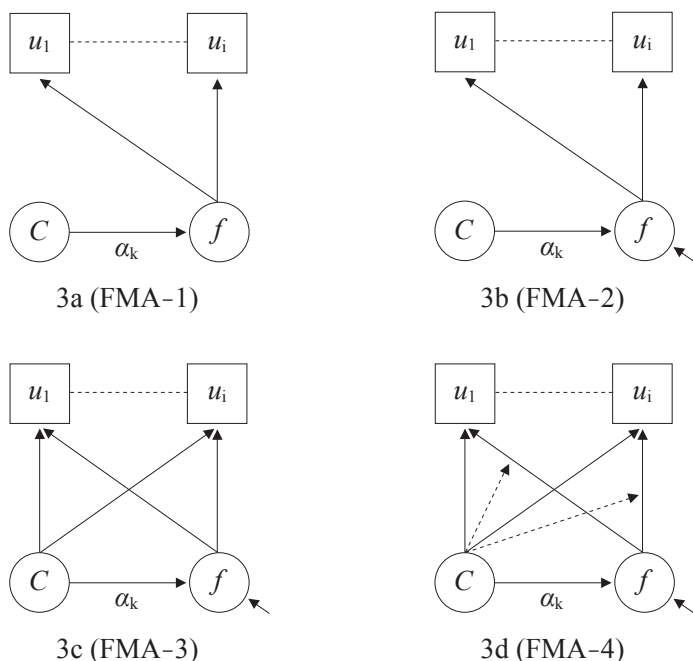 u1 ui u1 ui
C αk f C αk f
3a (FMA-1) 3b (FMA-2)
u1 ui u1 ui
C αk f C αk f
3c (FMA-3) 3d (FMA-4)